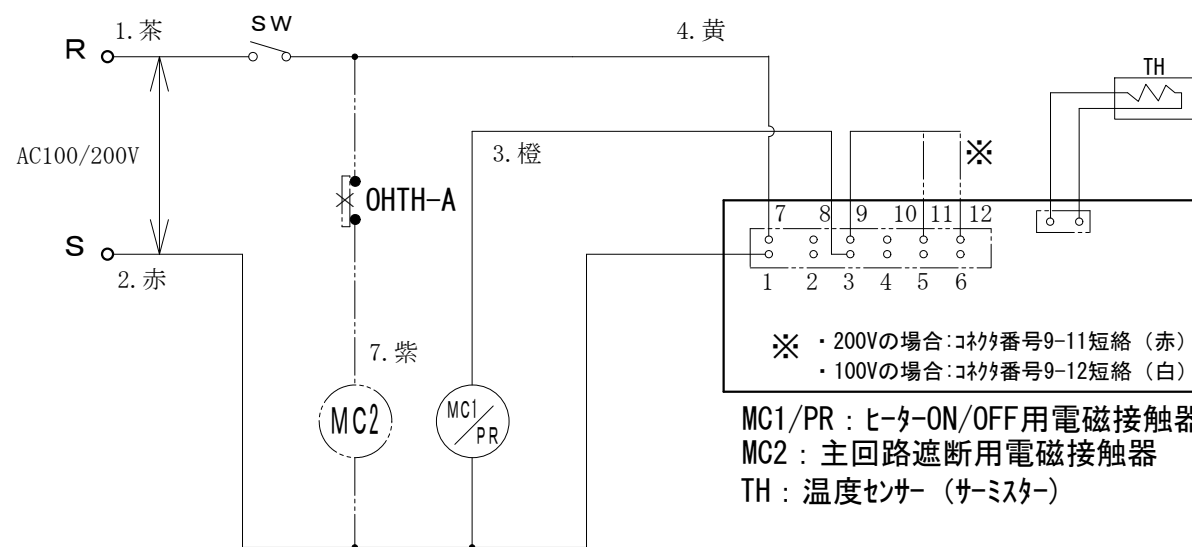 1.茶
SW
4.黄
R
TH
AC100/200V
3.橙
※
OHTH-A
7 8 9 10 11 12
S
2.赤
1 2 3 4 5 6
7.紫
※ ・200Vの場合:ｺﾈｸﾀ番号9-11短絡（赤）
・100Vの場合:ｺﾈｸﾀ番号9-12短絡（白）
MC2
MC1/PR
MC1/PR：ﾋｰﾀｰON/OFF用電磁接触器
MC2：主回路遮断用電磁接触器
TH：温度ｾﾝｻｰ（ｻｰﾐｽﾀｰ）